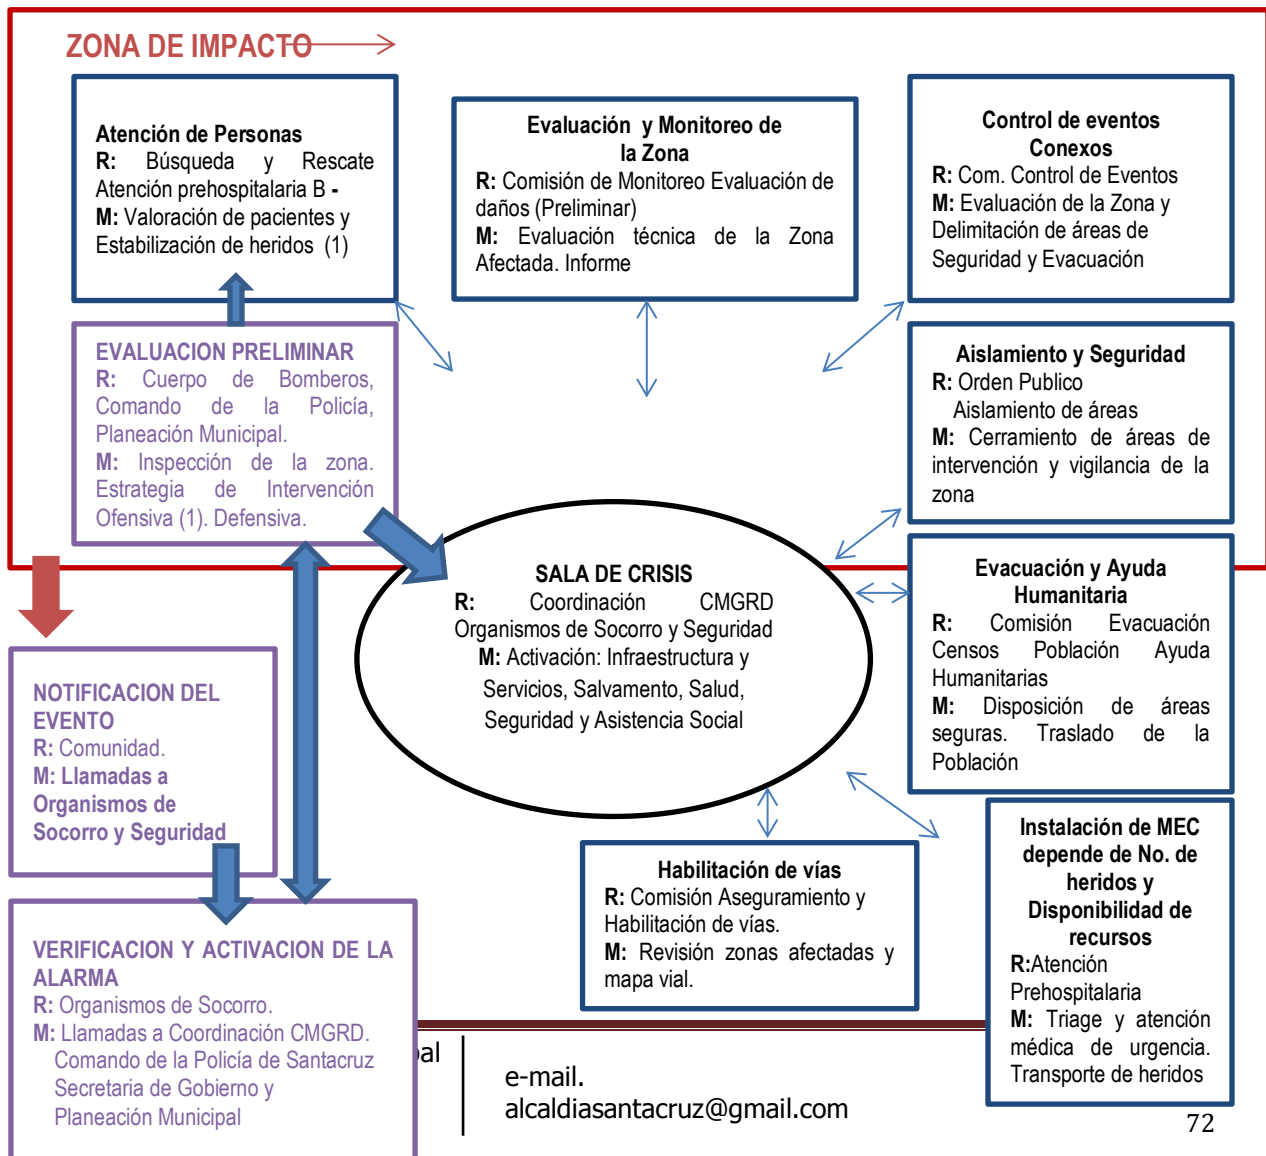 ZONA DE IMPACTO
Atención de Personas
R: Búsqueda y Rescate
Atención prehospitalaria B -
M: Valoración de pacientes y
Estabilización de heridos (1)
Evaluación y Monitoreo de
la Zona
R: Comisión de Monitoreo Evaluación de
daños (Preliminar)
M: Evaluación técnica de la Zona
Afectada. Informe
Control de eventos
Conexos
R: Com. Control de Eventos
M: Evaluación de la Zona y
Delimitación de áreas de
Seguridad y Evacuación
EVALUACION PRELIMINAR
R: Cuerpo de Bomberos,
Comando de la Policía,
Planeación Municipal.
M: Inspección de la zona.
Estrategia de Intervención
Ofensiva (1). Defensiva.
Aislamiento y Seguridad
R: Orden Publico
Aislamiento de áreas
M: Cerramiento de áreas de
intervención y vigilancia de la
zona
SALA DE CRISIS
R: Coordinación CMGRD
Organismos de Socorro y Seguridad
M: Activación: Infraestructura y
Servicios, Salvamento, Salud,
Seguridad y Asistencia Social
Evacuación y Ayuda
Humanitaria
R: Comisión Evacuación
Censos Población Ayuda
Humanitarias
M: Disposición de áreas
seguras. Traslado de la
Población
NOTIFICACION DEL
EVENTO
R: Comunidad.
M: Llamadas a
Organismos de
Socorro y Seguridad
Habilitación de vías
R: Comisión Aseguramiento y
Habilitación de vías.
M: Revisión zonas afectadas y
mapa vial.
Instalación de MEC
depende de No. de
heridos y
Disponibilidad de
recursos
R:Atención
Prehospitalaria
M: Triage y atención
médica de urgencia.
Transporte de heridos
VERIFICACION Y ACTIVACION DE LA
ALARMA
R: Organismos de Socorro.
M: Llamadas a Coordinación CMGRD.
Comando de la Policía de Santacruz
Secretaria de Gobierno y
Planeación Municipal
e-mail.
alcaldiasantacruz@gmail.com
72